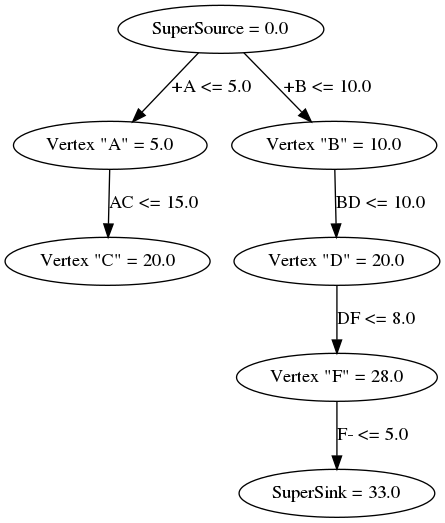 SuperSource = 0.0
+A <= 5.0
+B <= 10.0
Vertex "A" = 5.0
Vertex "B" = 10.0
AC <= 15.0
BD <= 10.0
Vertex "C" = 20.0
Vertex "D" = 20.0
DF <= 8.0
Vertex "F" = 28.0
F- <= 5.0
SuperSink = 33.0